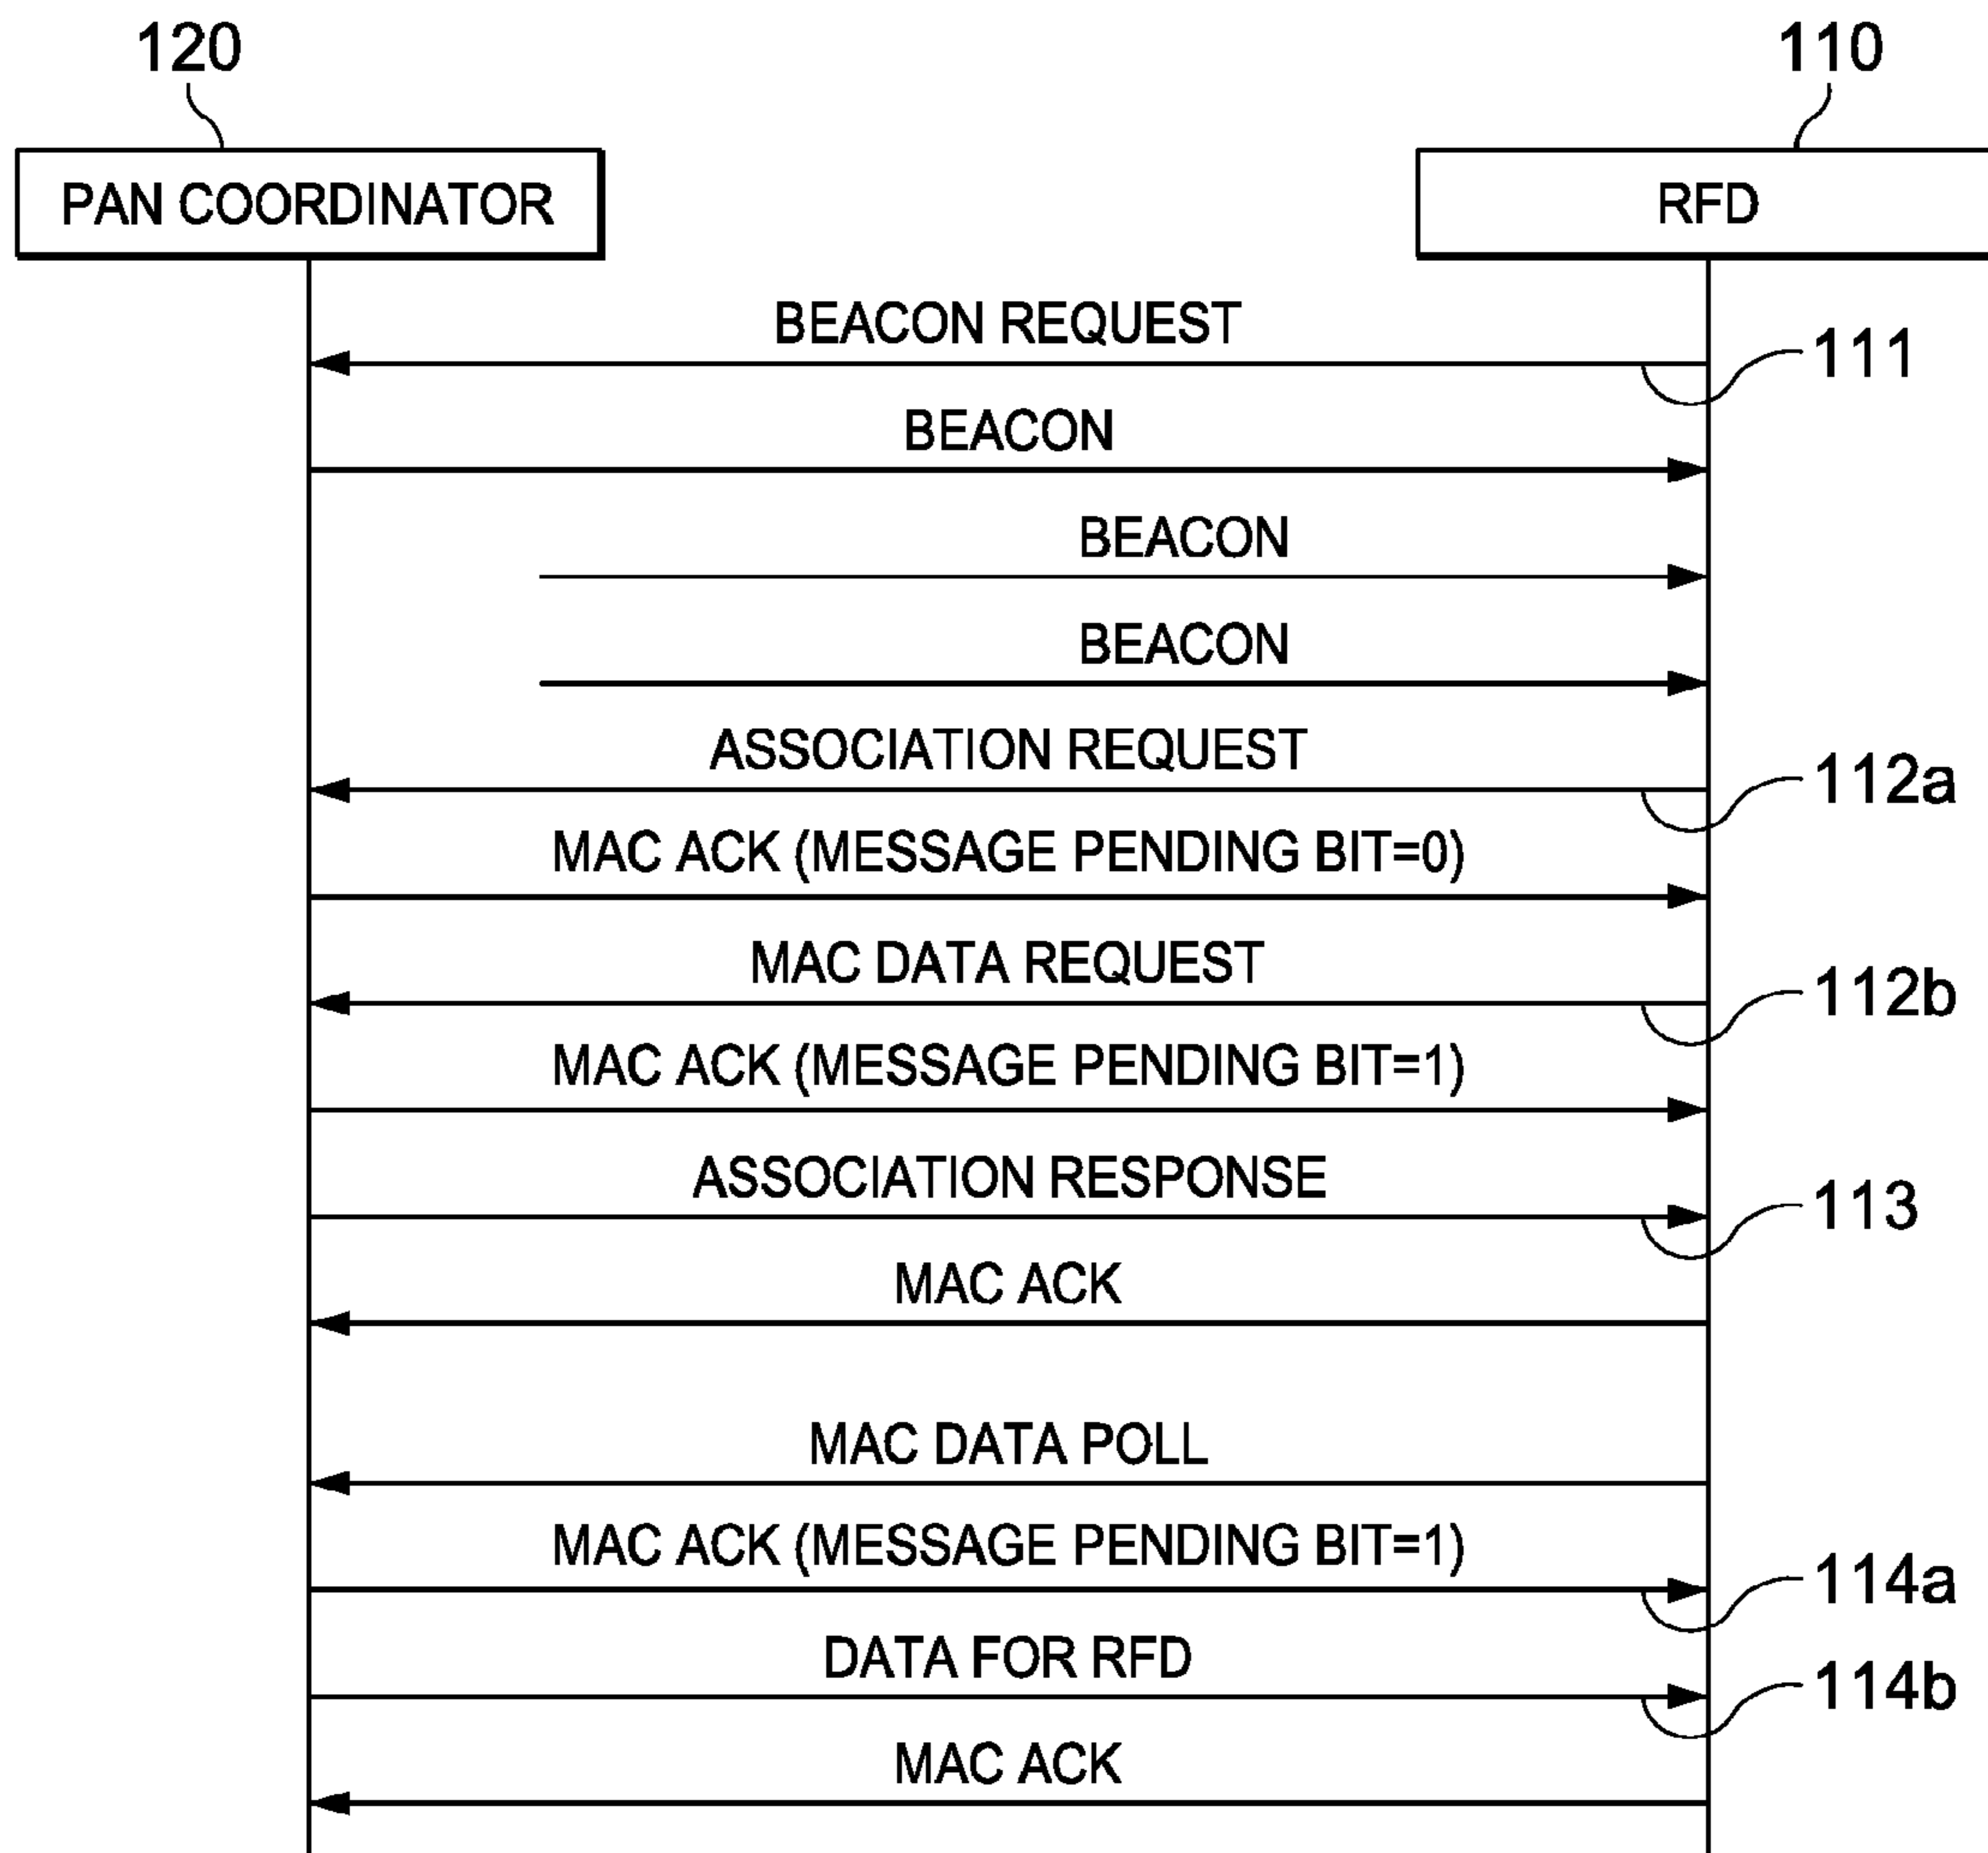 120
110
PAN COORDINATOR
RFD
BEACON REQUEST
111
BEACON
BEACON
BEACON
ASSOCIATION REQUEST
112a
MAC ACK (MESSAGE PENDING BIT=0)
MAC DATA REQUEST
112b
MAC ACK (MESSAGE PENDING BIT=1)
ASSOCIATION RESPONSE
113
MAC ACK
MAC DATA POLL
MAC ACK (MESSAGE PENDING BIT=1)
114a
DATA FOR RFD
114b
MAC ACK